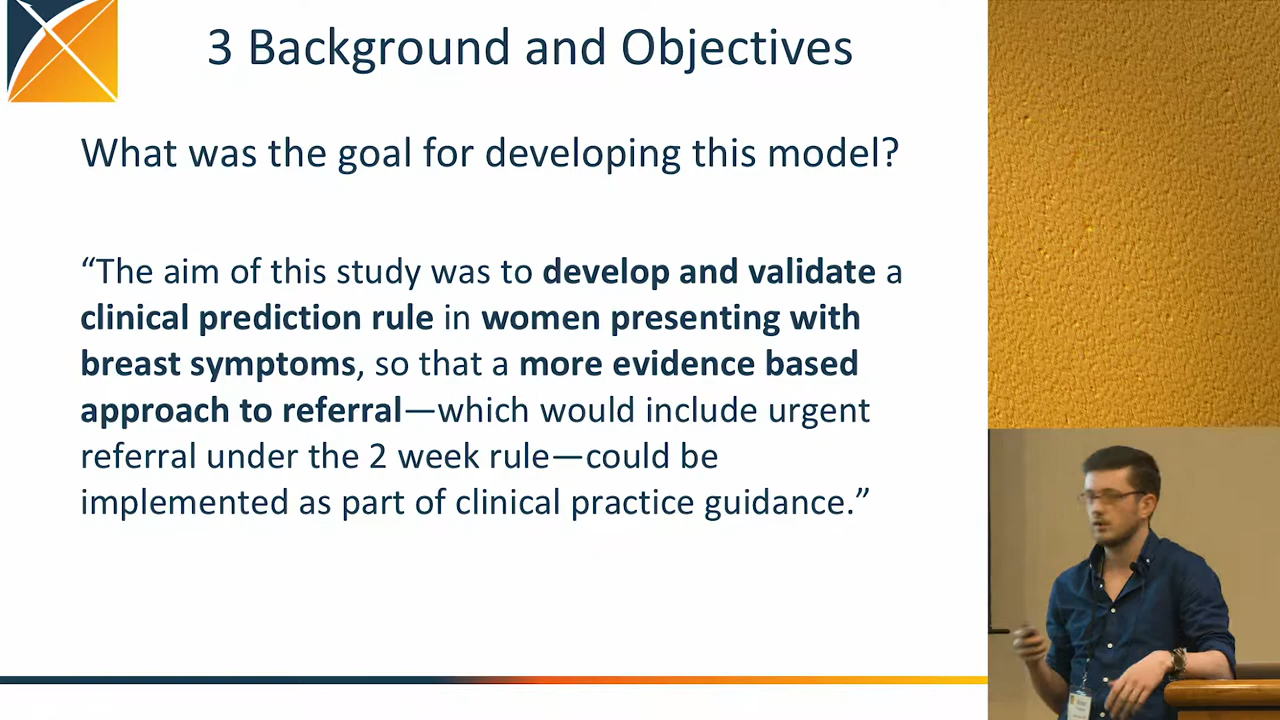 3 Background and Objectives
What was the goal for developing this model?
“The aim of this study was to develop and validate a
clinical prediction rule in women presenting with
breast symptoms, so that a more evidence based
approach to referral—which would include urgent
referral under the 2 week rule—could be
implemented as part of clinical practice guidance.”